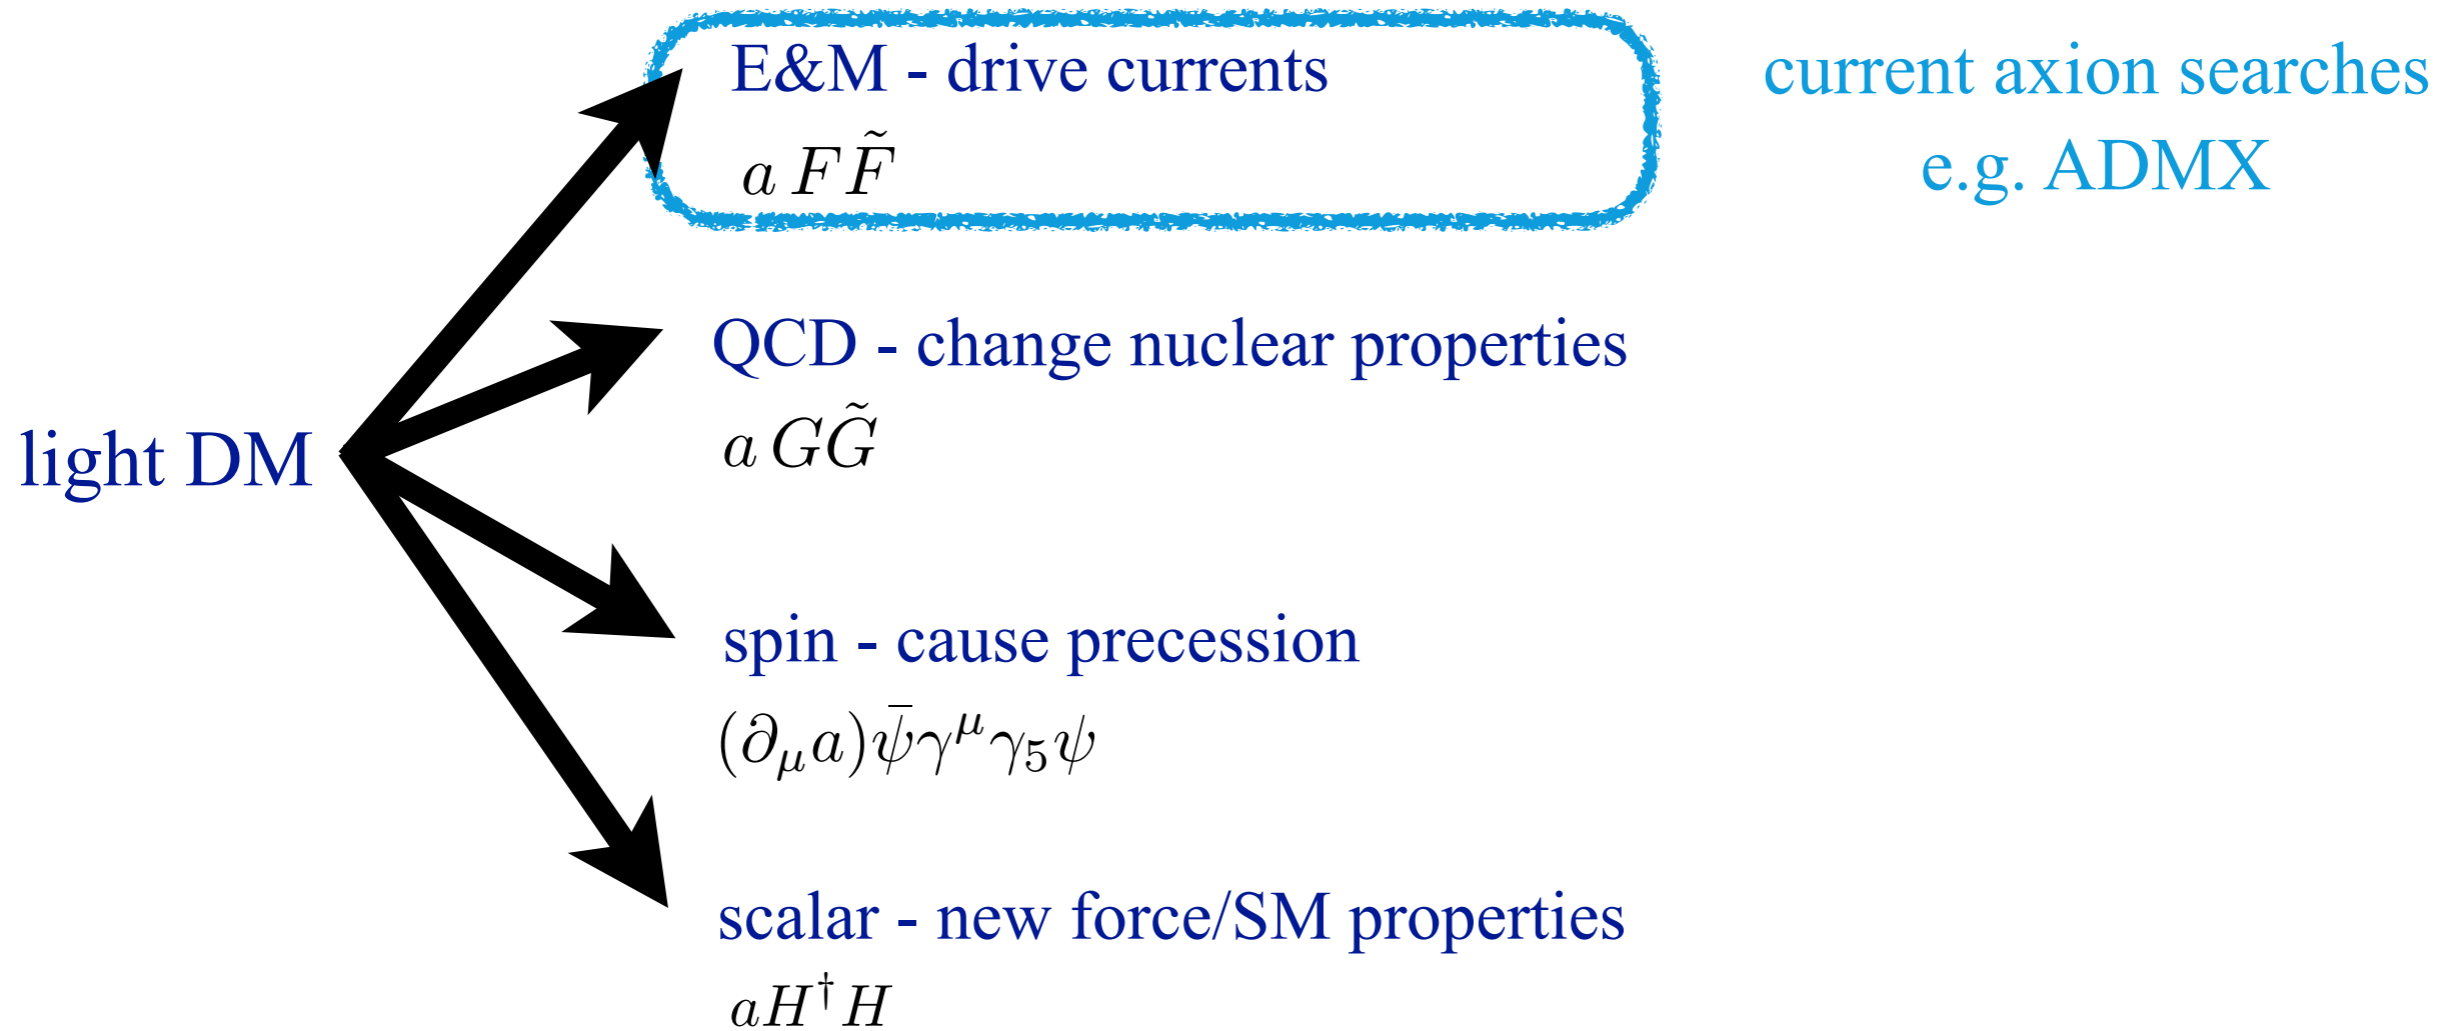 E&M - drive currents
a F F̃
current axion searches
e.g. ADMX
QCD - change nuclear properties
a G G̃
light DM
spin - cause precession
(∂_μ a) ψ̄ γ^μ γ_5 ψ
scalar - new force/SM properties
a H^† H